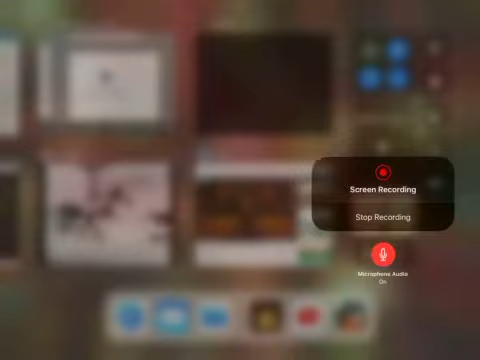 Screen Recording
Stop Recording
Microphone Audio
On